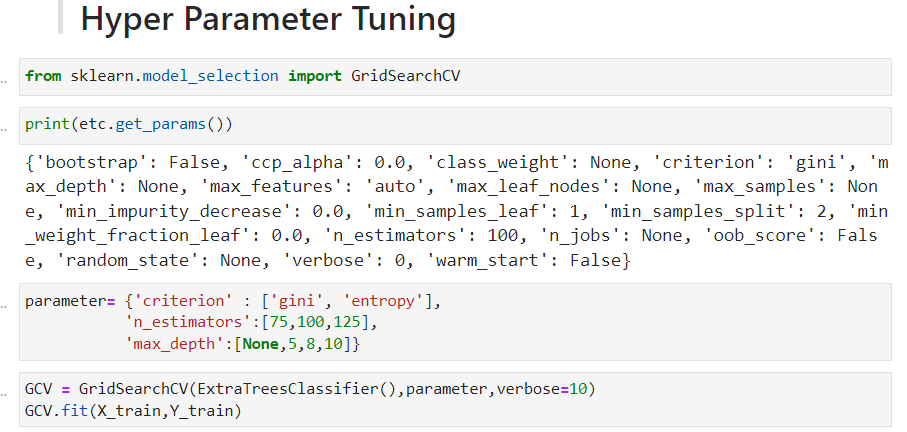 Hyper Parameter Tuning
from sklearn.model_selection import GridSearchCV
print(etc.get_params())
{'bootstrap': False, 'ccp_alpha': 0.0, 'class_weight': None, 'criterion': 'gini', 'm
ax_depth': None, 'max_features': 'auto', 'max_leaf_nodes': None, 'max_samples': Non
e, 'min_impurity_decrease': 0.0, 'min_samples_leaf': 1, 'min_samples_split': 2, 'min
_weight_fraction_leaf': 0.0, 'n_estimators': 100, 'n_jobs': None, 'oob_score': Fals
e, 'random_state': None, 'verbose': 0, 'warm_start': False}
parameter= {'criterion' : ['gini', 'entropy'],
'n_estimators':[75,100,125],
'max_depth':[None,5,8,10]}
GCV = GridSearchCV(ExtraTreesClassifier(),parameter,verbose=10)
GCV.fit(X_train,Y_train)